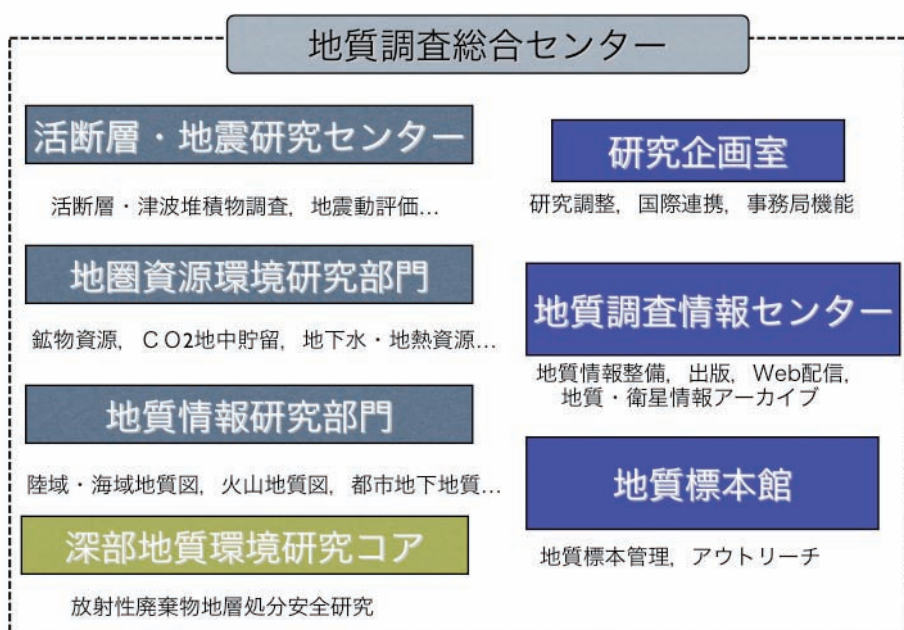 地質調査総合センター
活断層・地震研究センター
活断層・津波堆積物調査，地震動評価…
地圏資源環境研究部門
鉱物資源，ＣＯ2地中貯留，地下水・地熱資源…
地質情報研究部門
陸域・海域地質図，火山地質図，都市地下地質…
深部地質環境研究コア
放射性廃棄物地層処分安全研究
研究企画室
研究調整，国際連携，事務局機能
地質調査情報センター
地質情報整備，出版，Web配信，
地質・衛星情報アーカイブ
地質標本館
地質標本管理，アウトリーチ